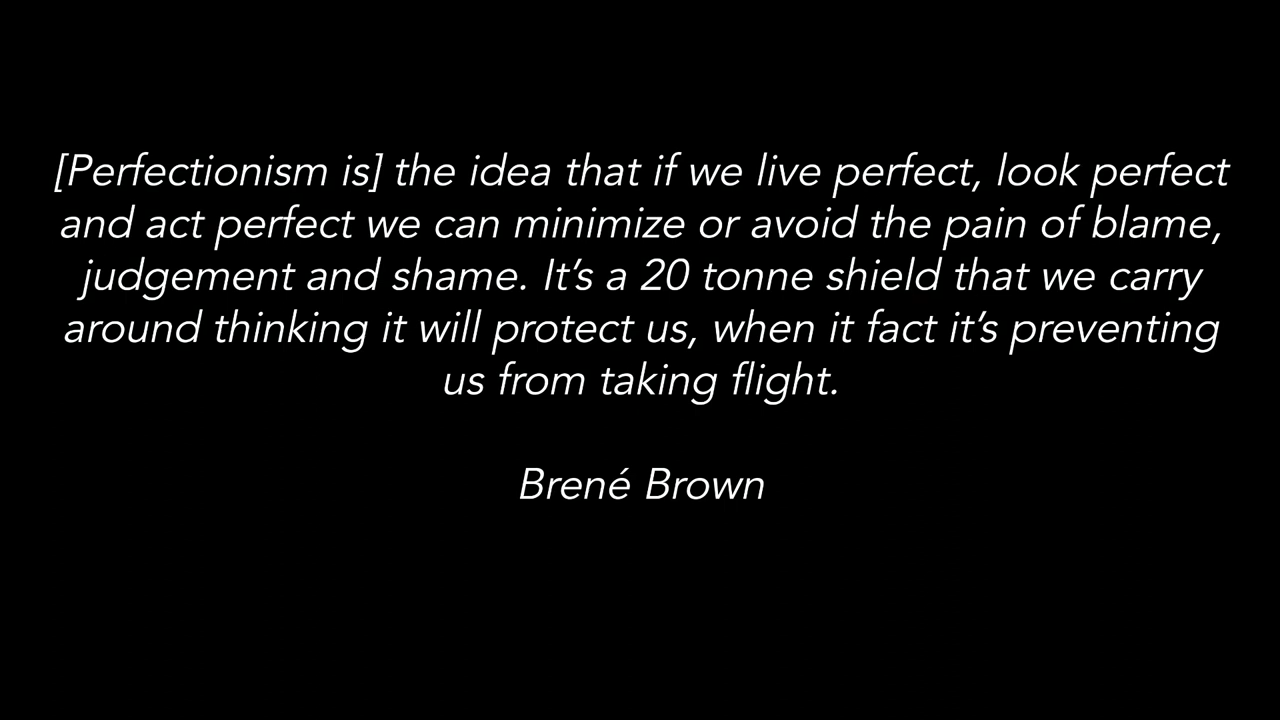 [Perfectionism is] the idea that if we live perfect, look perfect
and act perfect we can minimize or avoid the pain of blame,
judgement and shame. It’s a 20 tonne shield that we carry
around thinking it will protect us, when it fact it’s preventing
us from taking flight.
Brené Brown